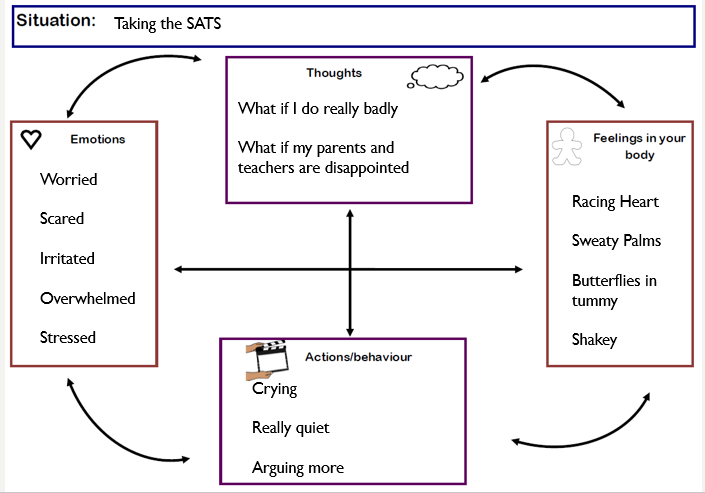 Situation: Taking the SATS
Thoughts
What if I do really badly
What if my parents and
teachers are disappointed
Emotions
Worried
Scared
Irritated
Overwhelmed
Stressed
Feelings in your
body
Racing Heart
Sweaty Palms
Butterflies in
tummy
Shakey
Actions/behaviour
Crying
Really quiet
Arguing more